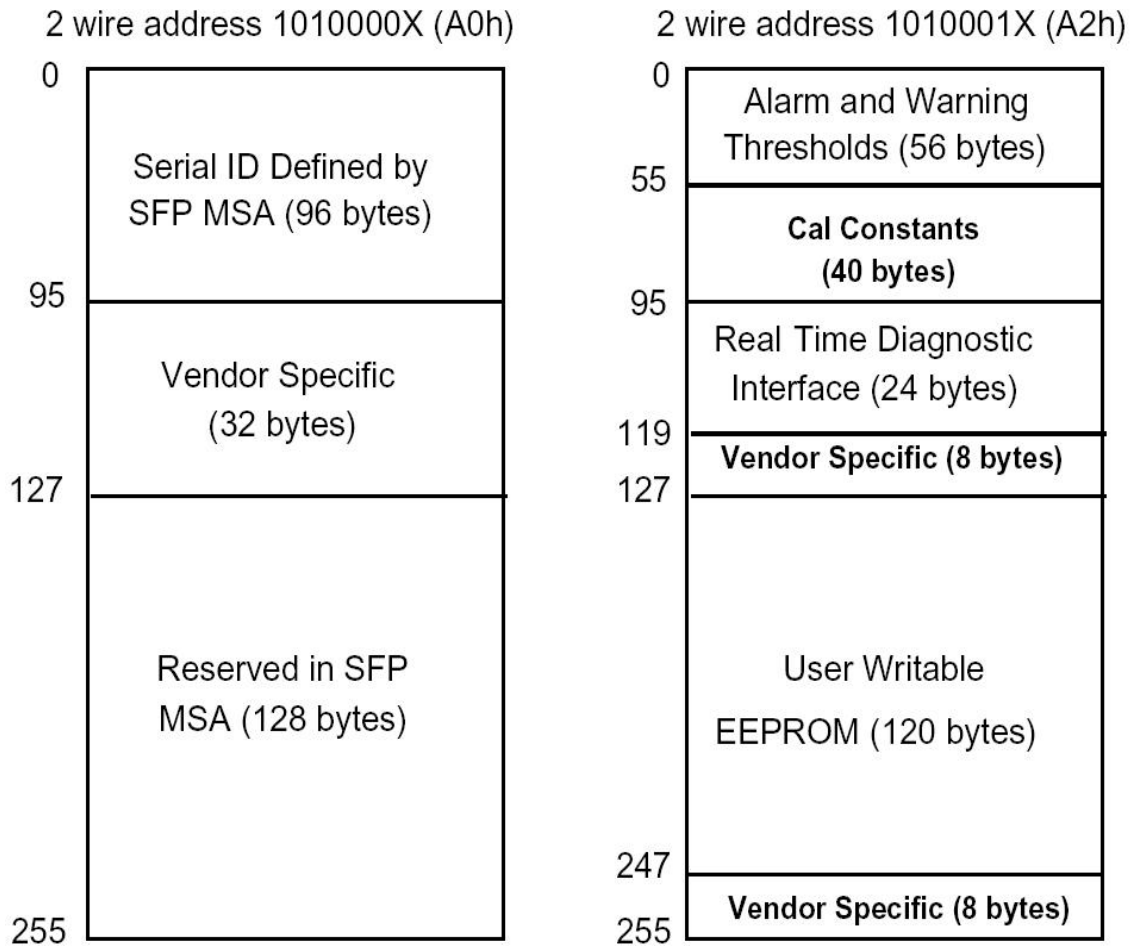 2 wire address 1010000X (A0h)
0
Serial ID Defined by
SFP MSA (96 bytes)
95
Vendor Specific
(32 bytes)
127
Reserved in SFP
MSA (128 bytes)
255
2 wire address 1010001X (A2h)
0
Alarm and Warning
Thresholds (56 bytes)
55
Cal Constants
(40 bytes)
95
Real Time Diagnostic
Interface (24 bytes)
119
Vendor Specific (8 bytes)
127
User Writable
EEPROM (120 bytes)
247
Vendor Specific (8 bytes)
255